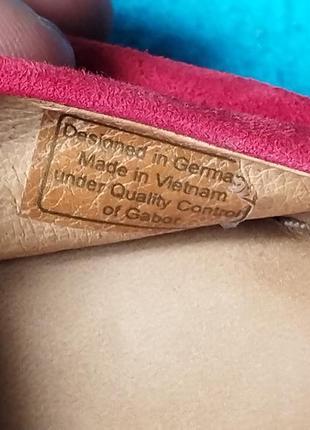 Designed in Germa
Made in Vietnam
under Quality Control
of Gabor